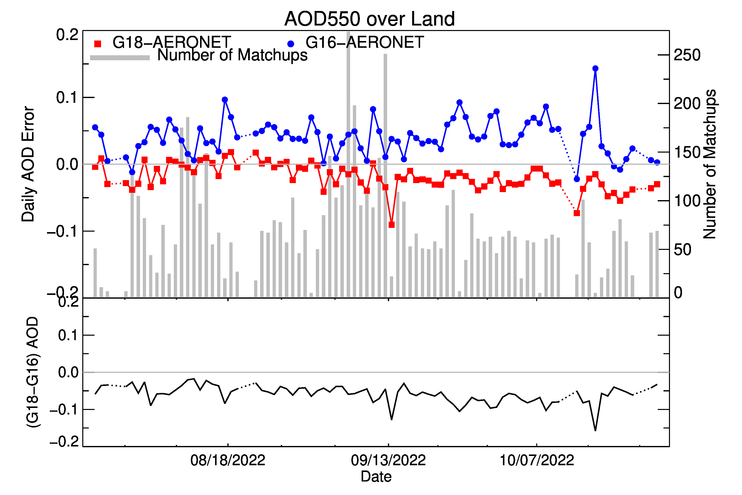 AOD550 over Land
G18−AERONET G16−AERONET
Number of Matchups
Daily AOD Error
0.2
0.1
0.0
−0.1
−0.2
250
200
150
100
50
0
Number of Matchups
(G18−G16) AOD
0.2
0.1
0.0
−0.1
−0.2
08/18/2022 09/13/2022 10/07/2022
Date